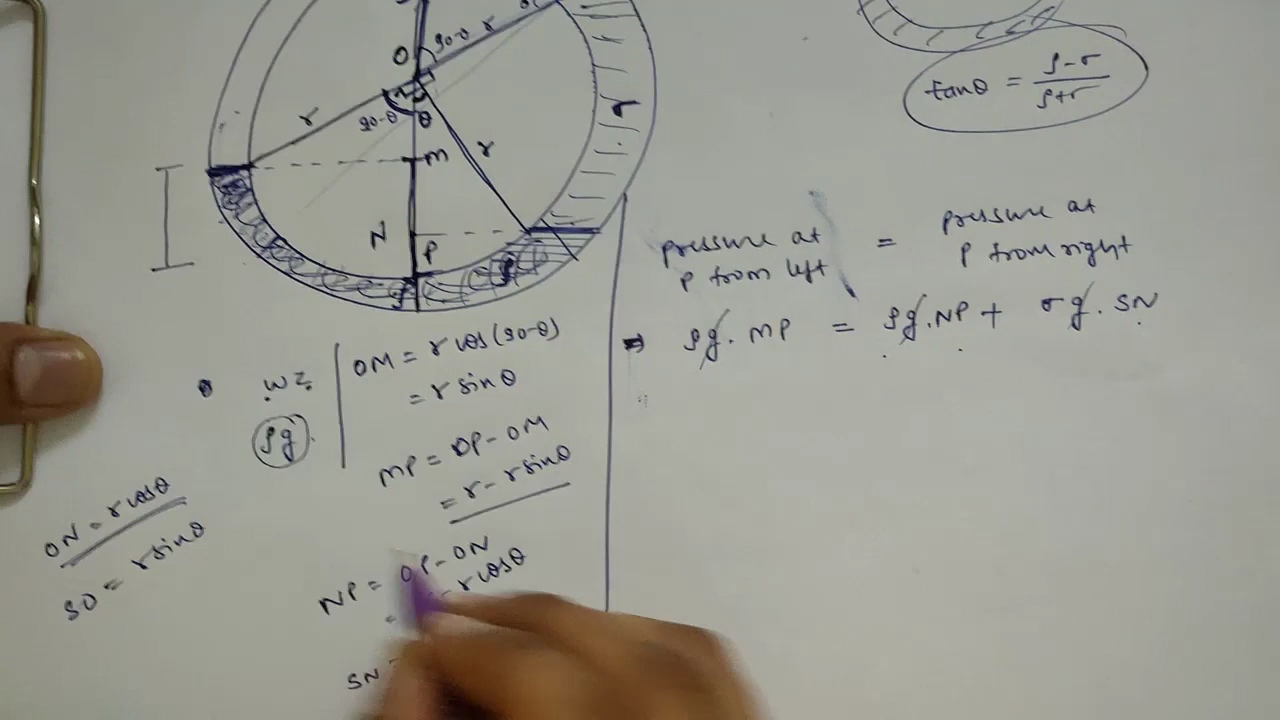 O
90-θ
r
r
90-θ
θ
r
M
N
P
σ
ρ
ρ
tanθ = ρ-σ
ρ+σ
pressure at = pressure at
P from left P from right
⇒ ρg. MP = ρg.NP + σg. SN
OM = r cos(90-θ)
= r sinθ
ρg.
MP = OP - OM
= r - r sinθ
ON = r cosθ
SO = r sinθ
NP = OP - ON
- r cosθ
SN =